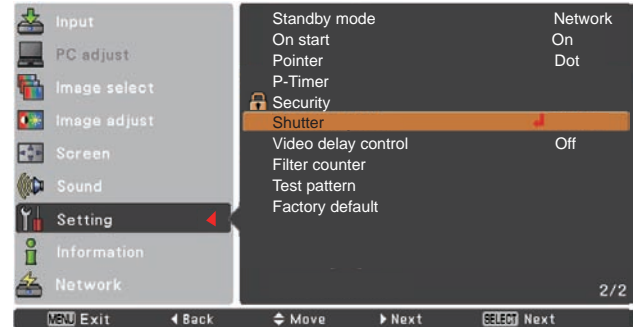 Input
PC adjust
Image select
Image adjust
Screen
Sound
Setting
Information
Network
Standby mode Network
On start On
Pointer Dot
P-Timer
Security
Shutter
Video delay control Off
Filter counter
Test pattern
Factory default
2/2
MENU Exit Back Move Next SELECT Next